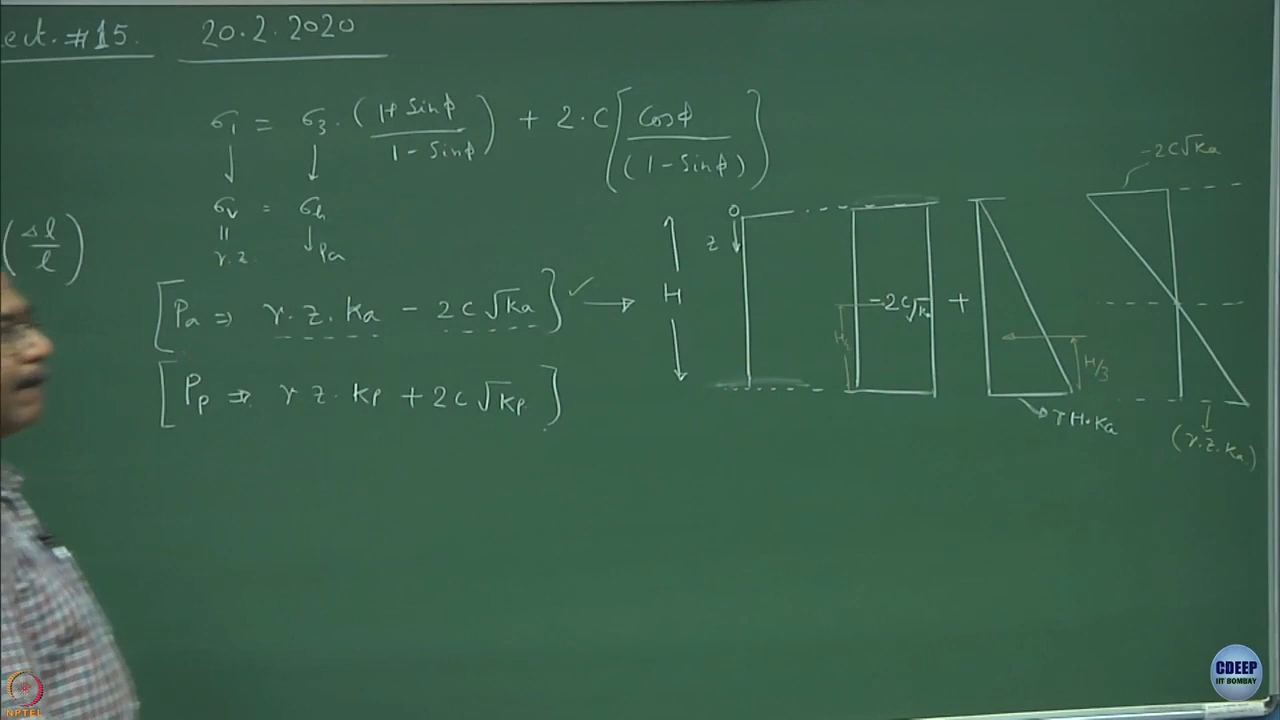 ect. #15. 20.2.2020
σ1 = σ3 · (1+ Sinϕ / 1 - Sinϕ) + 2·C [Cosϕ / (1 - Sinϕ)]
σv = σh
γ.z. Pa
(Δl / l)
[Pa ⇒ γ.z.Ka - 2C√Ka] ✓ →
[Pp ⇒ γ z. Kp + 2C√Kp]
0
z
H
-2C√Ka
+
H/3
γH·Ka
-2C√Ka
(γ.z.Ka)
CDEEP
IIT BOMBAY
NPTEL